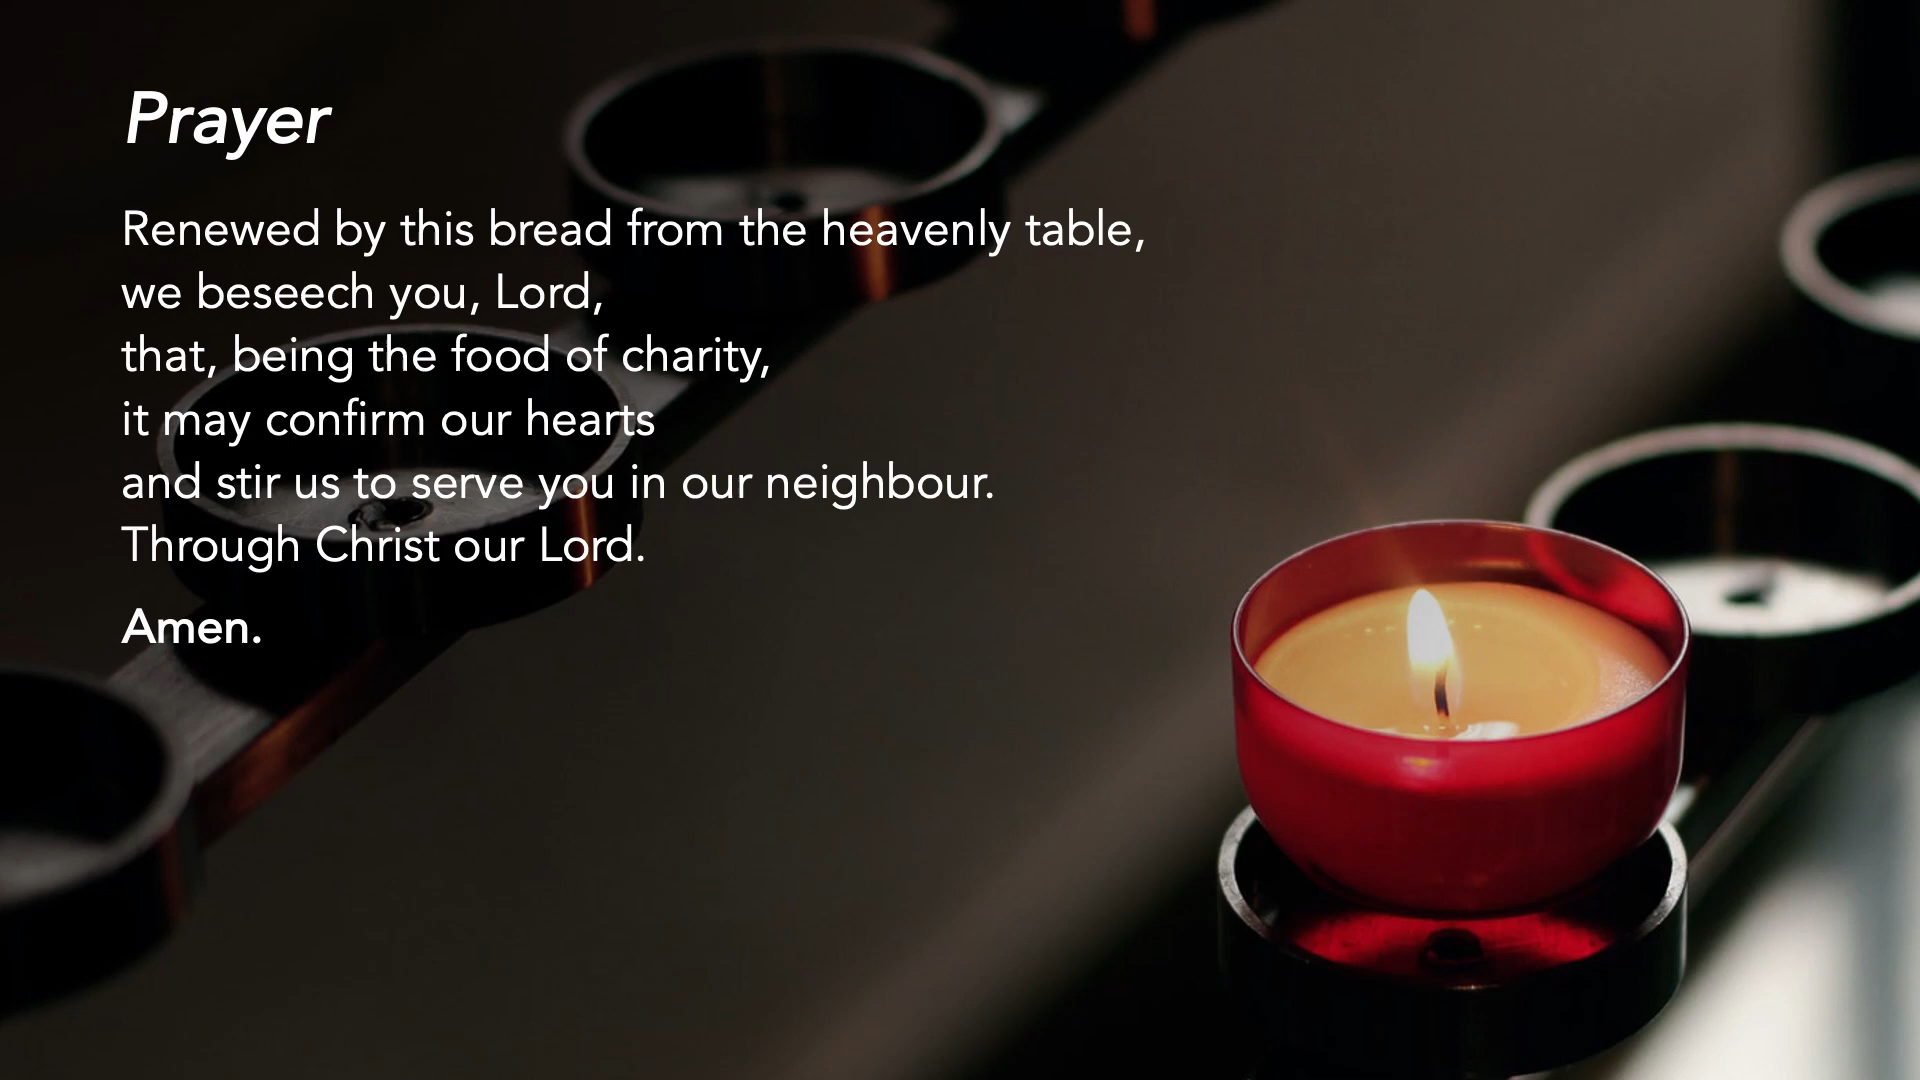 Prayer
Renewed by this bread from the heavenly table,
we beseech you, Lord,
that, being the food of charity,
it may confirm our hearts
and stir us to serve you in our neighbour.
Through Christ our Lord.
Amen.